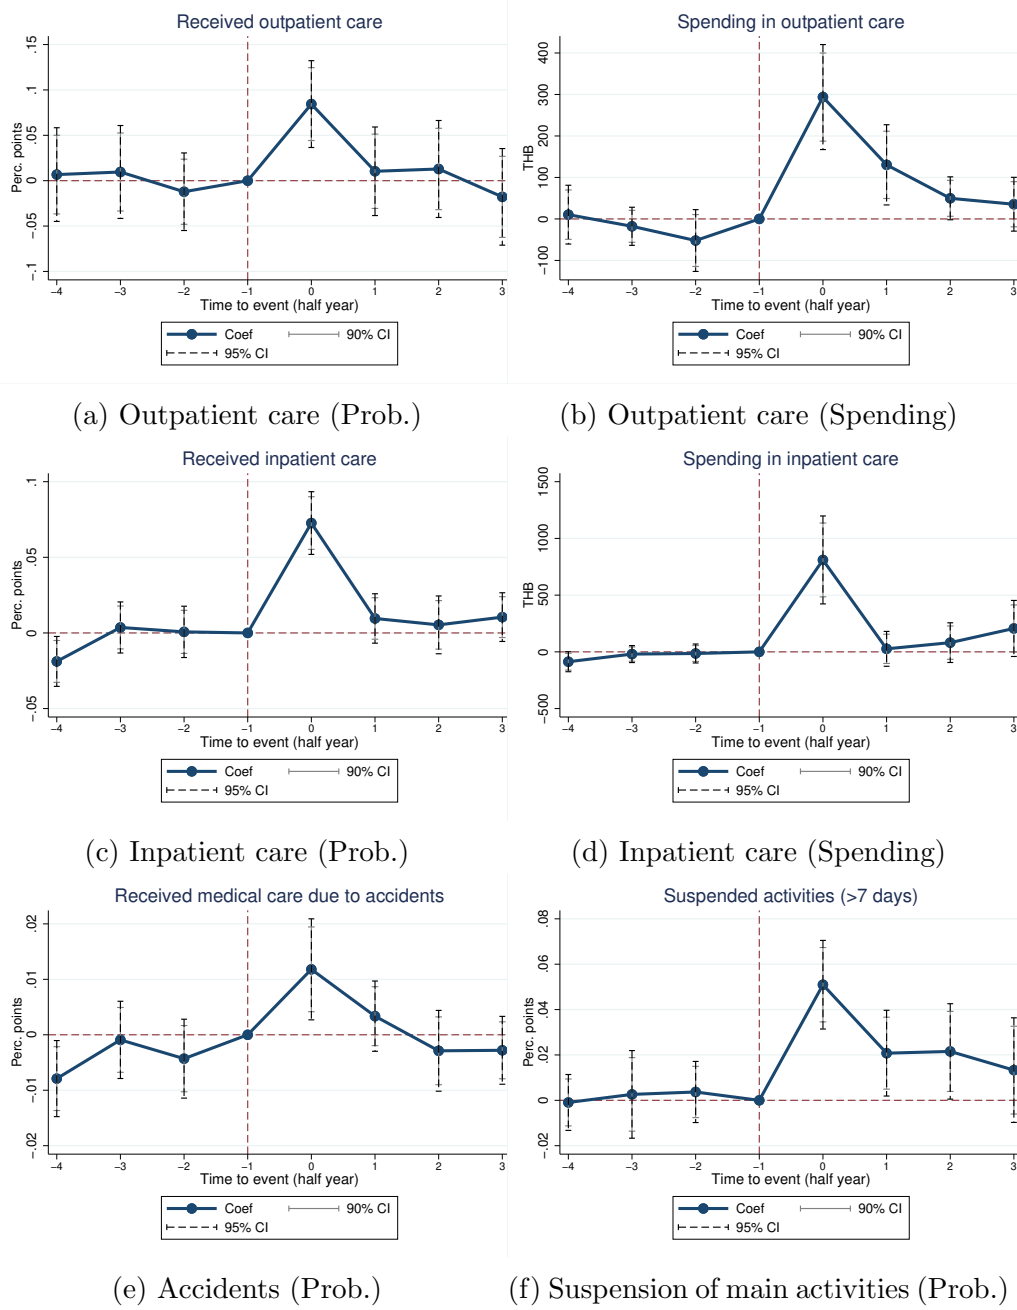 Received outpatient care
Perc. points
.15
.1
.05
0
-.05
-.1
-4 -3 -2 -1 0 1 2 3
Time to event (half year)
Coef 90% CI
95% CI
(a) Outpatient care (Prob.)
Spending in outpatient care
THB
400
300
200
100
0
-100
-4 -3 -2 -1 0 1 2 3
Time to event (half year)
Coef 90% CI
95% CI
(b) Outpatient care (Spending)
Received inpatient care
Perc. points
.1
.05
0
-.05
-4 -3 -2 -1 0 1 2 3
Time to event (half year)
Coef 90% CI
95% CI
(c) Inpatient care (Prob.)
Spending in inpatient care
THB
1500
1000
500
0
-500
-4 -3 -2 -1 0 1 2 3
Time to event (half year)
Coef 90% CI
95% CI
(d) Inpatient care (Spending)
Received medical care due to accidents
Perc. points
.02
.01
0
-.01
-.02
-4 -3 -2 -1 0 1 2 3
Time to event (half year)
Coef 90% CI
95% CI
(e) Accidents (Prob.)
Suspended activities (>7 days)
Perc. points
.08
.06
.04
.02
0
-.02
-4 -3 -2 -1 0 1 2 3
Time to event (half year)
Coef 90% CI
95% CI
(f) Suspension of main activities (Prob.)